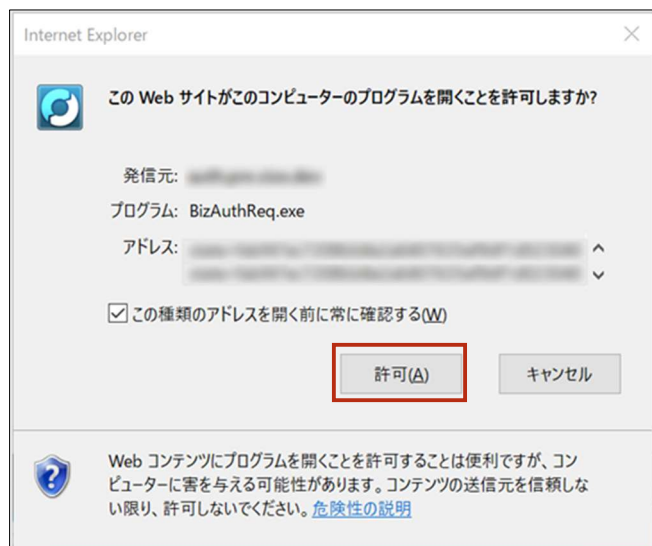 Internet Explorer
この Web サイトがこのコンピューターのプログラムを開くことを許可しますか?
発信元:
プログラム: BizAuthReq.exe
アドレス:
この種類のアドレスを開く前に常に確認する(W)
許可(A)
キャンセル
Web コンテンツにプログラムを開くことを許可することは便利ですが、コン
ピューターに害を与える可能性があります。コンテンツの送信元を信頼しな
い限り、許可しないでください。危険性の説明